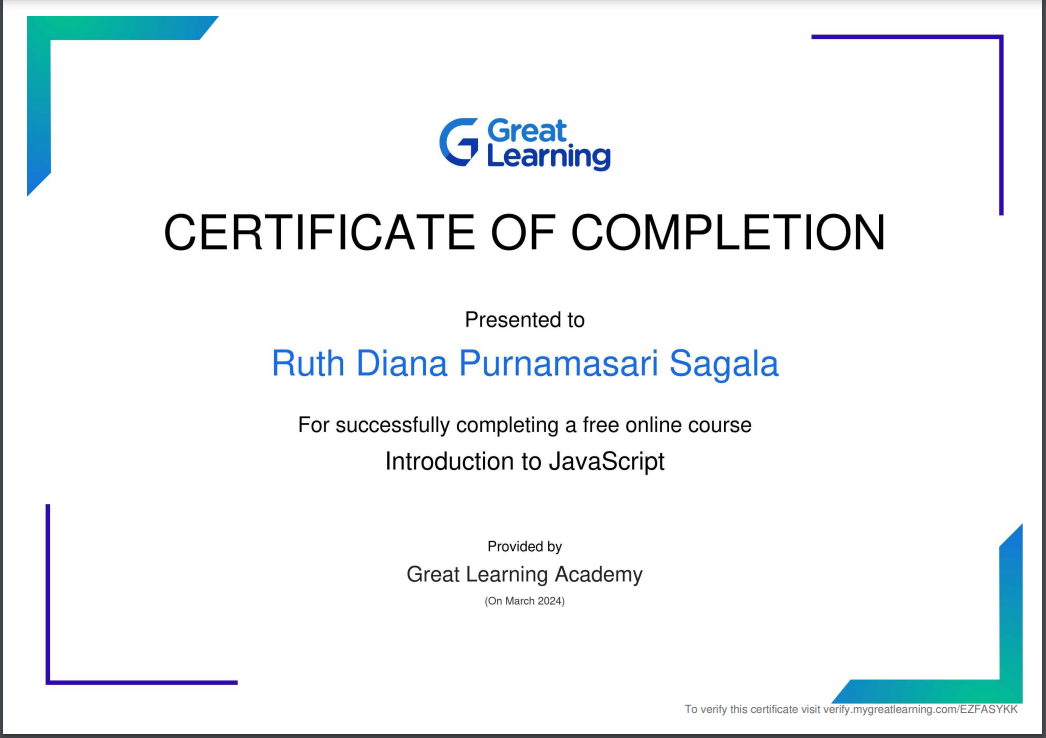 Great
Learning
CERTIFICATE OF COMPLETION
Presented to
Ruth Diana Purnamasari Sagala
For successfully completing a free online course
Introduction to JavaScript
Provided by
Great Learning Academy
(On March 2024)
To verify this certificate visit verify.mygreatlearning.com/EZFASYKK